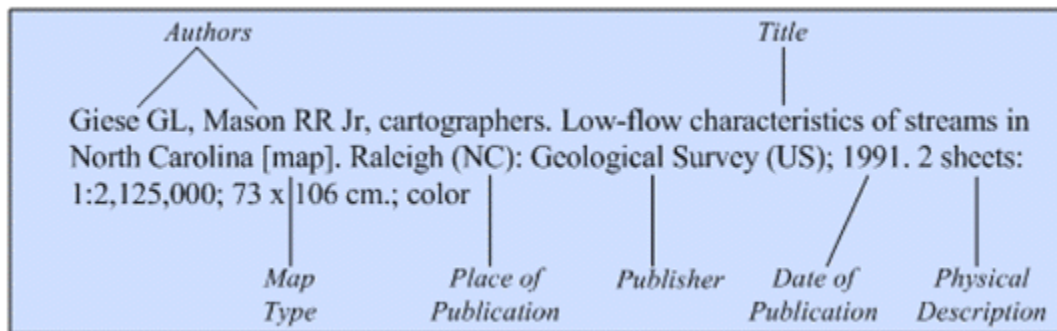 Authors Title
Giese GL, Mason RR Jr, cartographers. Low-flow characteristics of streams in
North Carolina [map]. Raleigh (NC): Geological Survey (US); 1991. 2 sheets:
1:2,125,000; 73 x 106 cm.; color
Map Place of Publisher Date of Physical
Type Publication Publication Description